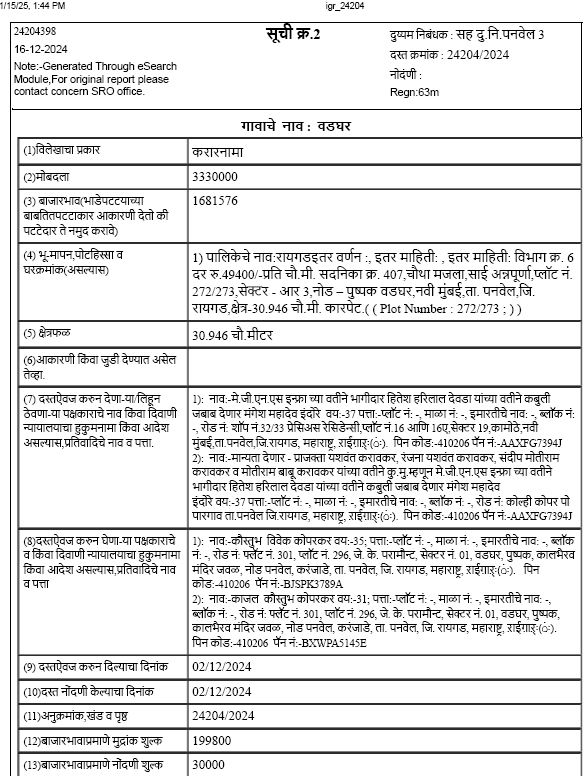 1/15/25, 1:44 PM
igr_24204
24204398
16-12-2024
Note:-Generated Through eSearch
Module,For original report please
contact concern SRO office.
सूची क्र.2
दुय्यम निबंधक : सह दु.नि.पनवेल 3
दस्त क्रमांक : 24204/2024
नोदंणी :
Regn:63m
गावाचे नाव : वडघर
(1)विलेखाचा प्रकार
करारनामा
(2)मोबदला
3330000
(3) बाजारभाव(भाडेपटटयाच्या
बाबतितपटटाकार आकारणी देतो की
पटटेदार ते नमुद करावे)
1681576
(4) भू-मापन,पोटहिस्सा व
घरक्रमांक(असल्यास)
1) पालिकेचे नाव:रायगडइतर वर्णन :, इतर माहिती: , इतर माहिती: विभाग क्र. 6
दर रु.49400/-प्रति चौ.मी. सदनिका क्र. 407,चौथा मजला,साई अन्नपूर्णा,प्लॉट नं.
272/273,सेक्टर - आर 3,नोड – पुष्पक वडघर,नवी मुंबई,ता. पनवेल,जि.
रायगड,क्षेत्र-30.946 चौ.मी. कारपेट.( ( Plot Number : 272/273 ; ) )
(5) क्षेत्रफळ
30.946 चौ.मीटर
(6)आकारणी किंवा जुडी देण्यात असेल
तेव्हा.
(7) दस्तऐवज करुन देणा-या/लिहून
ठेवणा-या पक्षकाराचे नाव किंवा दिवाणी
न्यायालयाचा हुकुमनामा किंवा आदेश
असल्यास,प्रतिवादिचे नाव व पत्ता.
1): नाव:-मे.जी.एन.एस इन्फ्रा च्या वतीने भागीदार हितेश हरिलाल देवडा यांच्या वतीने कबुली
जबाब देणार मंगेश महादेव इंदोरे वय:-37 पत्ता:-प्लॉट नं: -, माळा नं: -, इमारतीचे नाव: -, ब्लॉक नं:
-, रोड नं: शॉप नं.32/33 प्रेसिअस रेसिडेन्सी,प्लॉट नं.16 आणि 16ए,सेक्टर 19,कामोठे,नवी
मुंबई,ता.पनवेल,जि.रायगड, महाराष्ट्र, राईगाऱ्:(ं:). पिन कोड:-410206 पॅन नं:-AAXFG7394J
2): नाव:-मान्यता देणार - प्राजक्ता यशवंत करावकर, रंजना यशवंत करावकर, संदीप मोतीराम
करावकर व मोतीराम बाबू करावकर यांच्या वतीने कु.मु.म्हणून मे.जी.एन.एस इन्फ्रा च्या वतीने
भागीदार हितेश हरिलाल देवडा यांच्या वतीने कबुली जबाब देणार मंगेश महादेव
इंदोरे वय:-37 पत्ता:-प्लॉट नं: -, माळा नं: -, इमारतीचे नाव: -, ब्लॉक नं: -, रोड नं: कोल्ही कोपर पो
पारगाव ता.पनवेल जि.रायगड, महाराष्ट्र, राईगाऱ्:(ं:). पिन कोड:-410206 पॅन नं:-AAXFG7394J
(8)दस्तऐवज करुन घेणा-या पक्षकाराचे
व किंवा दिवाणी न्यायालयाचा हुकुमनामा
किंवा आदेश असल्यास,प्रतिवादिचे नाव
व पत्ता
1): नाव:-कौस्तुभ विवेक कोपरकर वय:-35; पत्ता:-प्लॉट नं: -, माळा नं: -, इमारतीचे नाव: -, ब्लॉक
नं: -, रोड नं: फ्लॅट नं. 301, प्लॉट नं. 296, जे. के. परामौन्ट, सेक्टर नं. 01, वडघर, पुष्पक, कालभैरव
मंदिर जवळ, नोड पनवेल, करंजाडे, ता. पनवेल, जि. रायगड, महाराष्ट्र, राईगाऱ्:(ं:). पिन
कोड:-410206 पॅन नं:-BJSPK3789A
2): नाव:-काजल कौस्तुभ कोपरकर वय:-31; पत्ता:-प्लॉट नं: -, माळा नं: -, इमारतीचे नाव: -,
ब्लॉक नं: -, रोड नं: फ्लॅट नं. 301, प्लॉट नं. 296, जे. के. परामौन्ट, सेक्टर नं. 01, वडघर, पुष्पक,
कालभैरव मंदिर जवळ, नोड पनवेल, करंजाडे, ता. पनवेल, जि. रायगड, महाराष्ट्र, राईगाऱ्:(ं:).
पिन कोड:-410206 पॅन नं:-BXWPA5145E
(9) दस्तऐवज करुन दिल्याचा दिनांक
02/12/2024
(10)दस्त नोंदणी केल्याचा दिनांक
02/12/2024
(11)अनुक्रमांक,खंड व पृष्ठ
24204/2024
(12)बाजारभावाप्रमाणे मुद्रांक शुल्क
199800
(13)बाजारभावाप्रमाणे नोंदणी शुल्क
30000